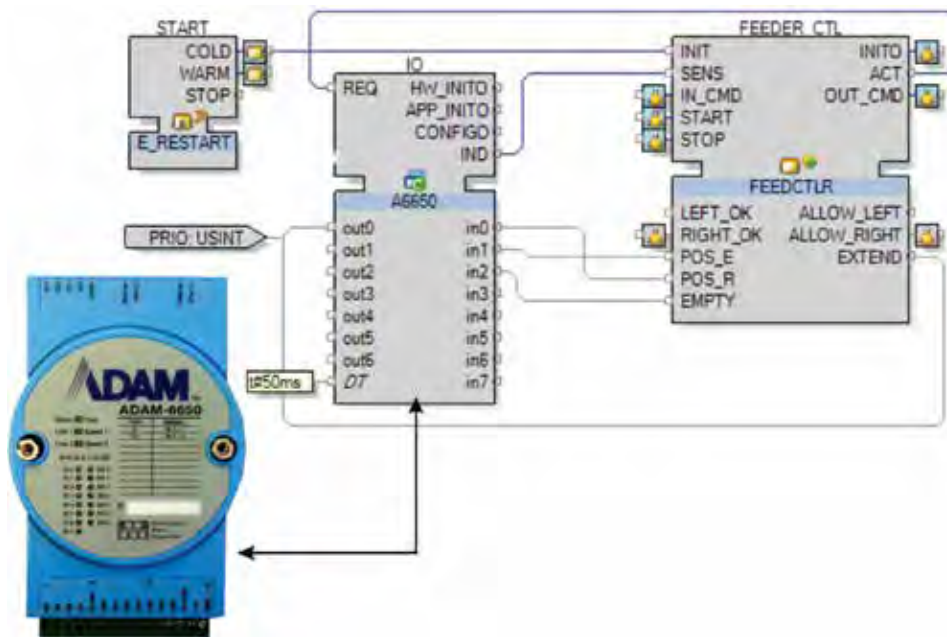 START
COLD
WARM
STOP
E_RESTART
IO
REQ
HW_INITO
APP_INITO
CONFIGO
IND
A6650
out0
out1
out2
out3
out4
out5
out6
DT
in0
in1
in2
in3
in4
in5
in6
in7
PRIO: USINT
t#50ms
FEEDER_CTL
INIT
SENS
IN_CMD
START
STOP
INITO
ACT
OUT_CMD
FEEDCTLR
LEFT_OK
RIGHT_OK
POS_E
POS_R
EMPTY
ALLOW_LEFT
ALLOW_RIGHT
EXTEND
ADAM
ADAM-6650